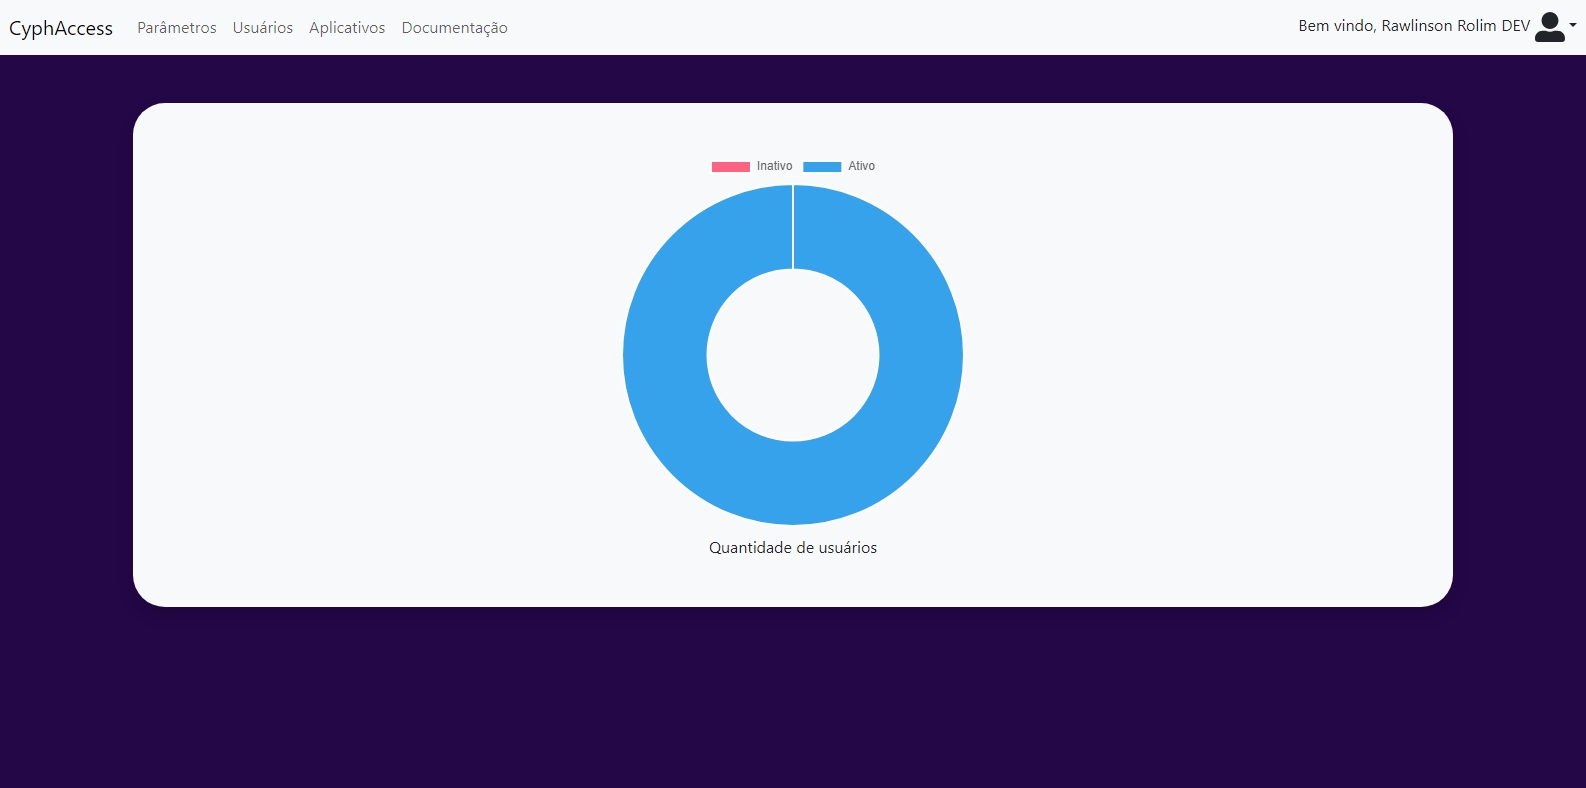 CyphAccess Parâmetros Usuários Aplicativos Documentação Bem vindo, Rawlinson Rolim DEV
Inativo Ativo
Quantidade de usuários